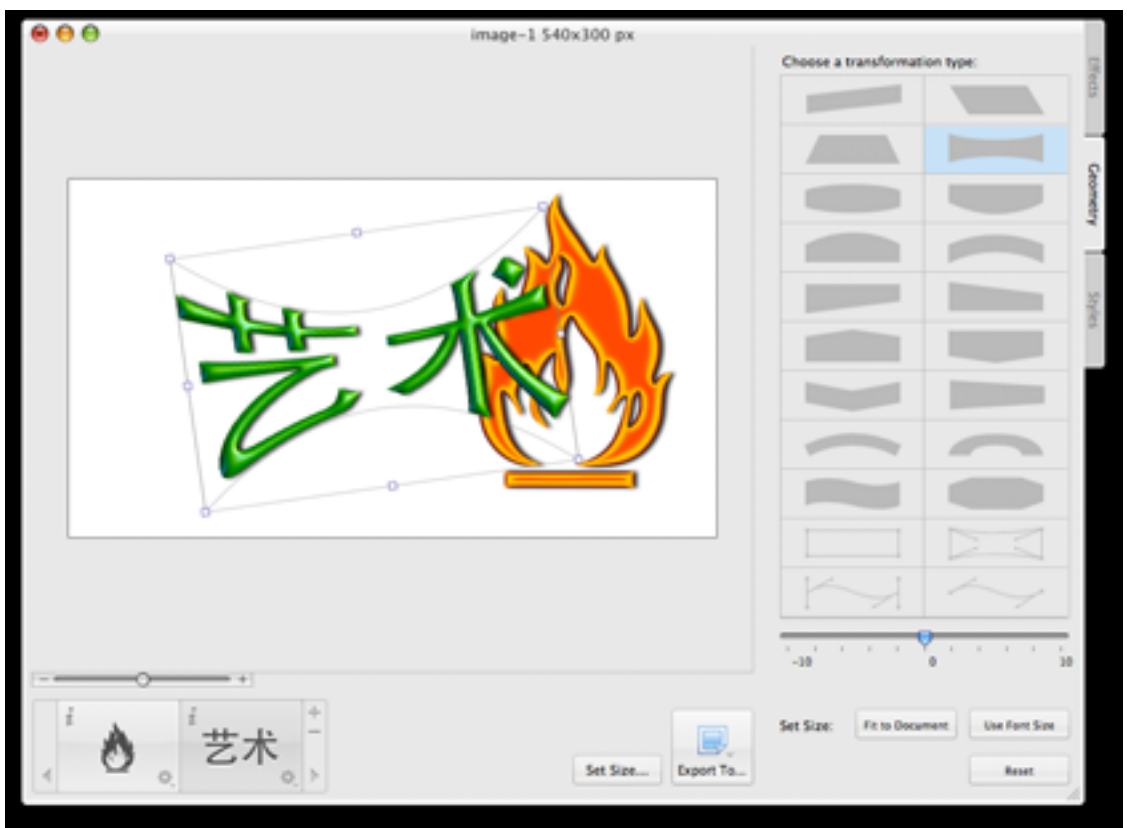 image-1 540x300 px
Choose a transformation type:
Effects
Geometry
Styles
艺术
-10 0 10
艺术
Set Size....
Export To...
Set Size:
Fit to Document
Use Font Size
Reset